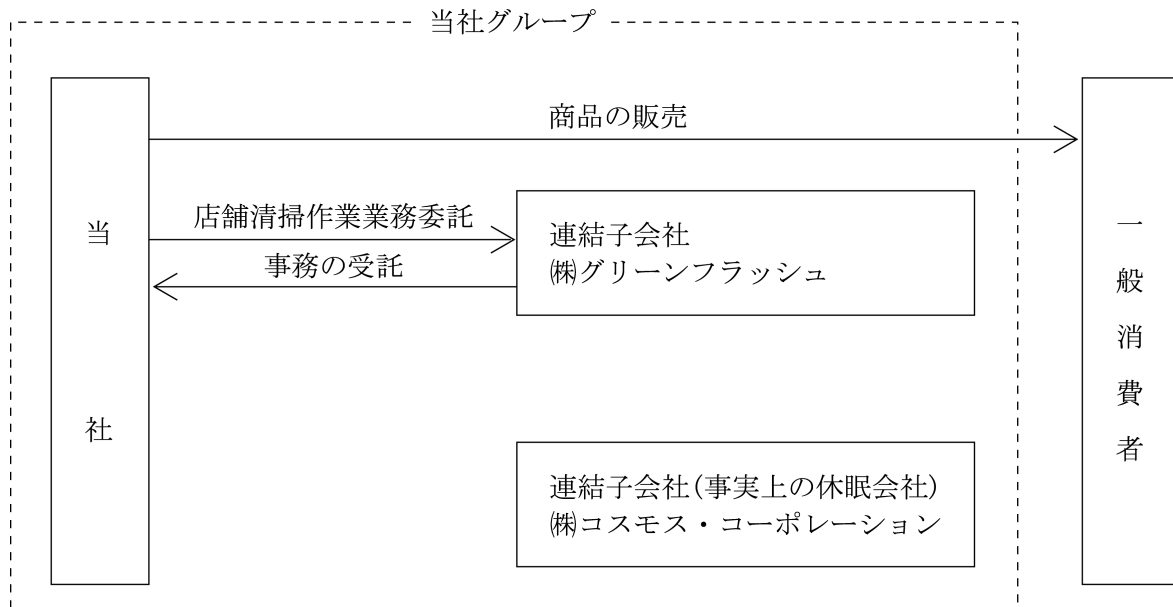 当社グループ
当社
商品の販売
店舗清掃作業業務委託
事務の受託
連結子会社
㈱グリーンフラッシュ
連結子会社(事実上の休眠会社)
㈱コスモス・コーポレーション
一般消費者